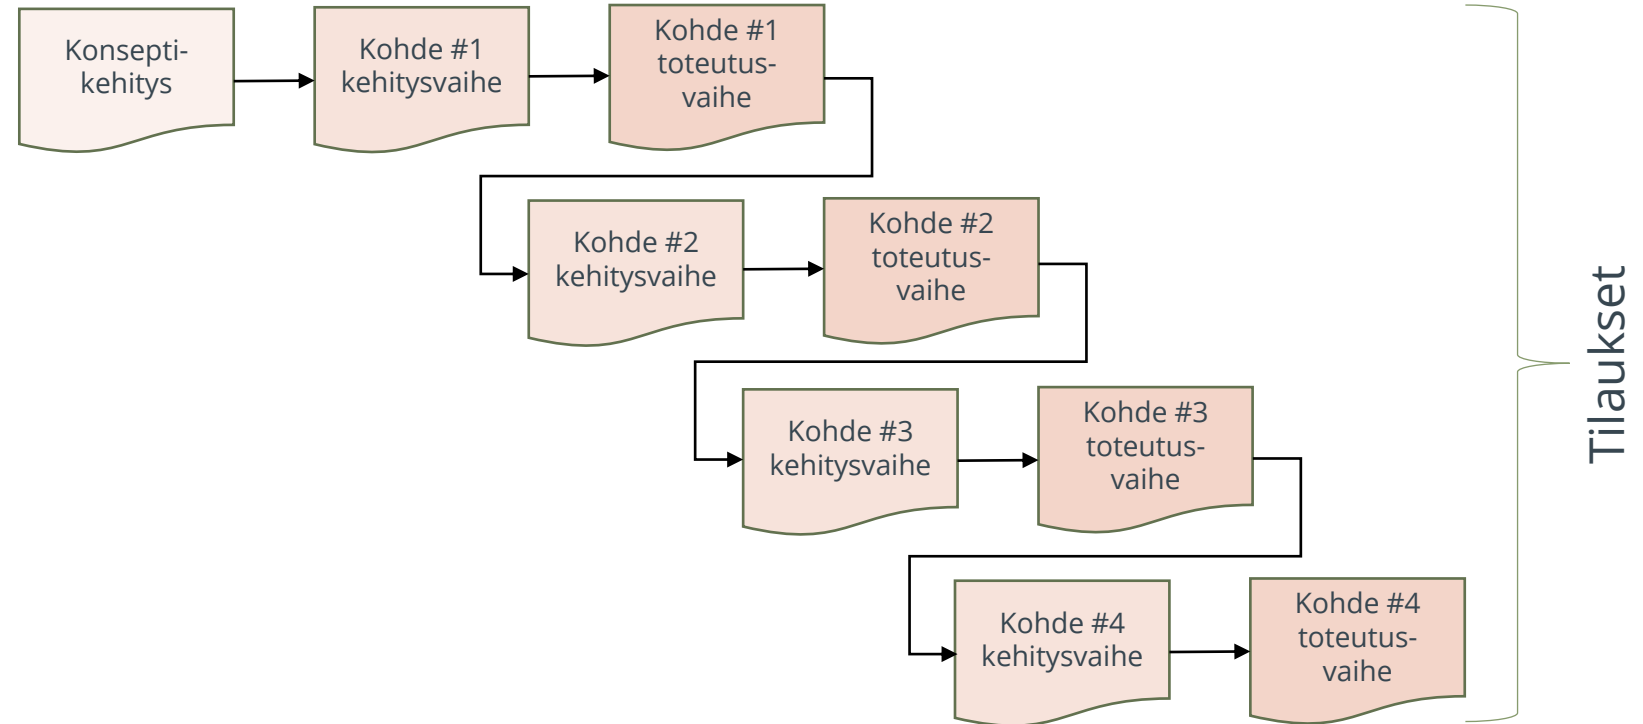 Konsepti-
kehitys
Kohde #1
kehitysvaihe
Kohde #1
toteutus-
vaihe
Kohde #2
kehitysvaihe
Kohde #2
toteutus-
vaihe
Kohde #3
kehitysvaihe
Kohde #3
toteutus-
vaihe
Kohde #4
kehitysvaihe
Kohde #4
toteutus-
vaihe
Tilaukset